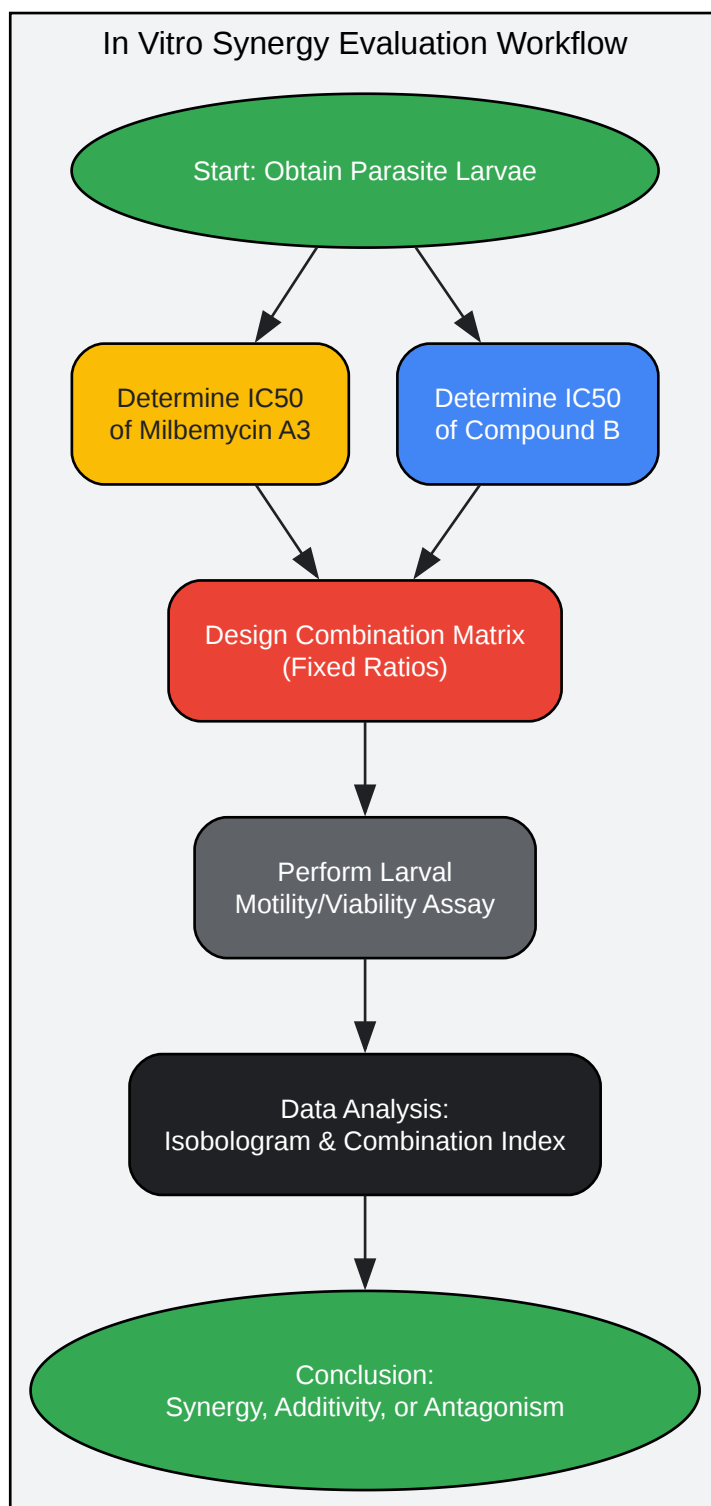 In Vitro Synergy Evaluation Workflow
Start: Obtain Parasite Larvae
Determine IC50
of Milbemycin A3
Determine IC50
of Compound B
Design Combination Matrix
(Fixed Ratios)
Perform Larval
Motility/Viability Assay
Data Analysis:
Isobologram & Combination Index
Conclusion:
Synergy, Additivity, or Antagonism